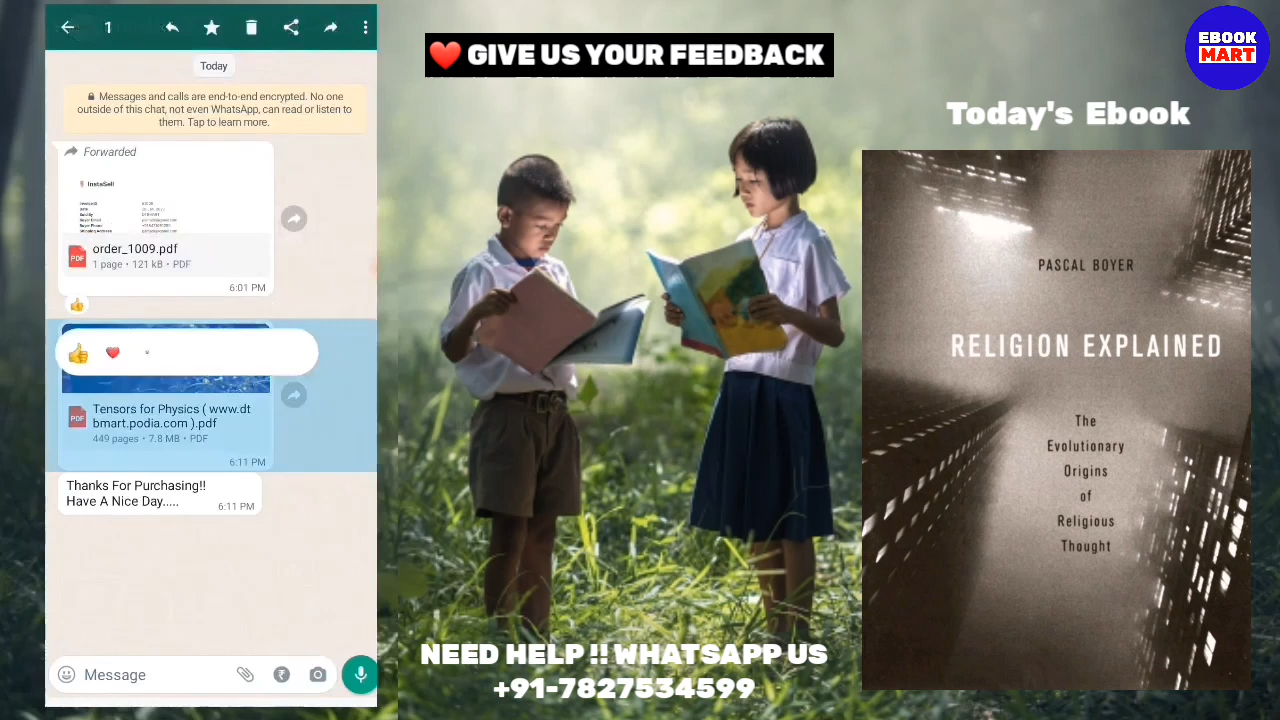 1
Today
Messages and calls are end-to-end encrypted. No one
outside of this chat, not even WhatsApp, can read or listen to
them. Tap to learn more.
Forwarded
InstaSell
order_1009.pdf
1 page • 121 kB • PDF
6:01 PM
PDF
Tensors for Physics ( www.dt
bmart.podia.com ).pdf
449 pages • 7.8 MB • PDF
6:11 PM
PDF
Thanks For Purchasing!!
Have A Nice Day.....
6:11 PM
Message
GIVE US YOUR FEEDBACK
NEED HELP !! WHATSAPP US
+91-7827534599
EBOOK
MART
Today's Ebook
PASCAL BOYER
RELIGION EXPLAINED
The
Evolutionary
Origins
of
Religious
Thought